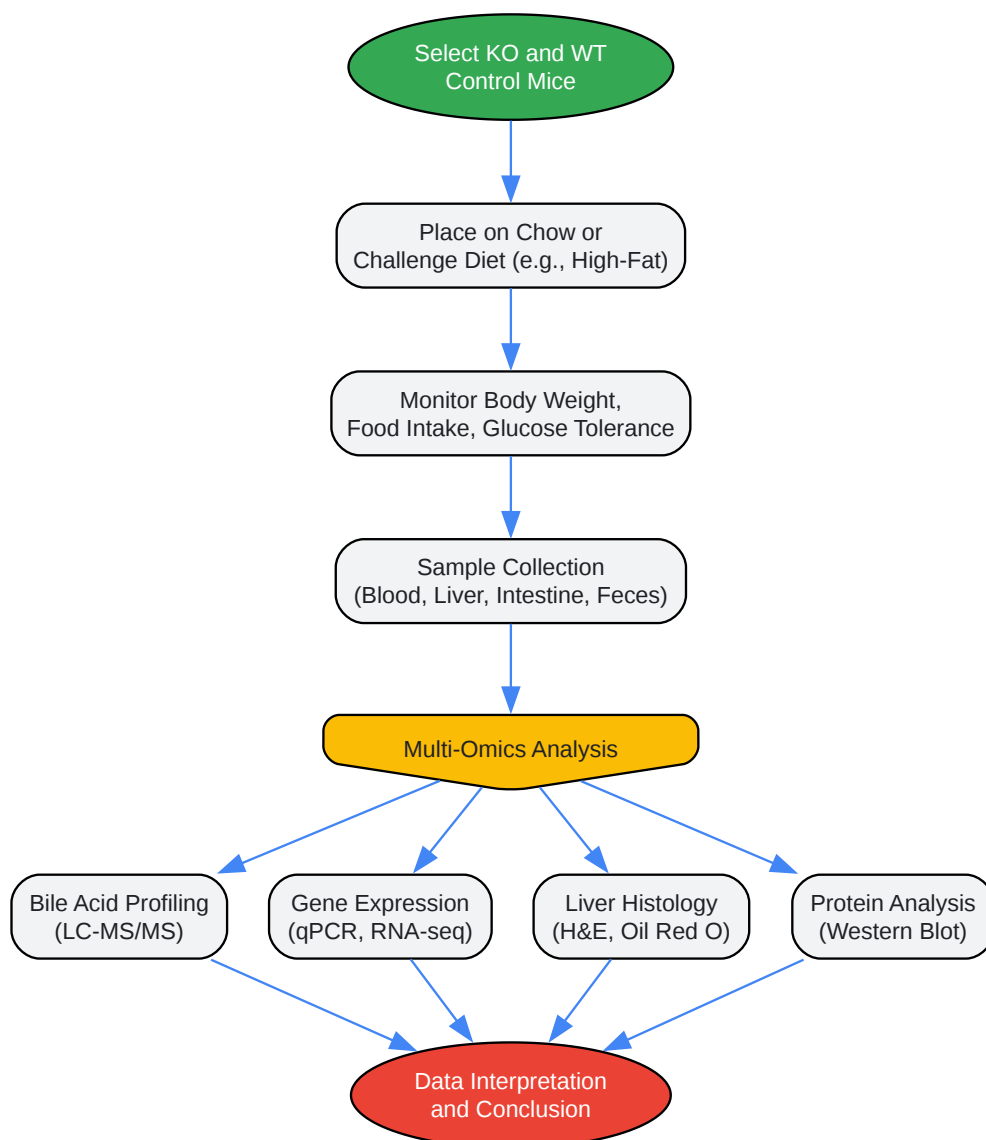 Select KO and WT
Control Mice
Place on Chow or
Challenge Diet (e.g., High-Fat)
Monitor Body Weight,
Food Intake, Glucose Tolerance
Sample Collection
(Blood, Liver, Intestine, Feces)
Multi-Omics Analysis
Bile Acid Profiling
(LC-MS/MS)
Gene Expression
(qPCR, RNA-seq)
Liver Histology
(H&E, Oil Red O)
Protein Analysis
(Western Blot)
Data Interpretation
and Conclusion